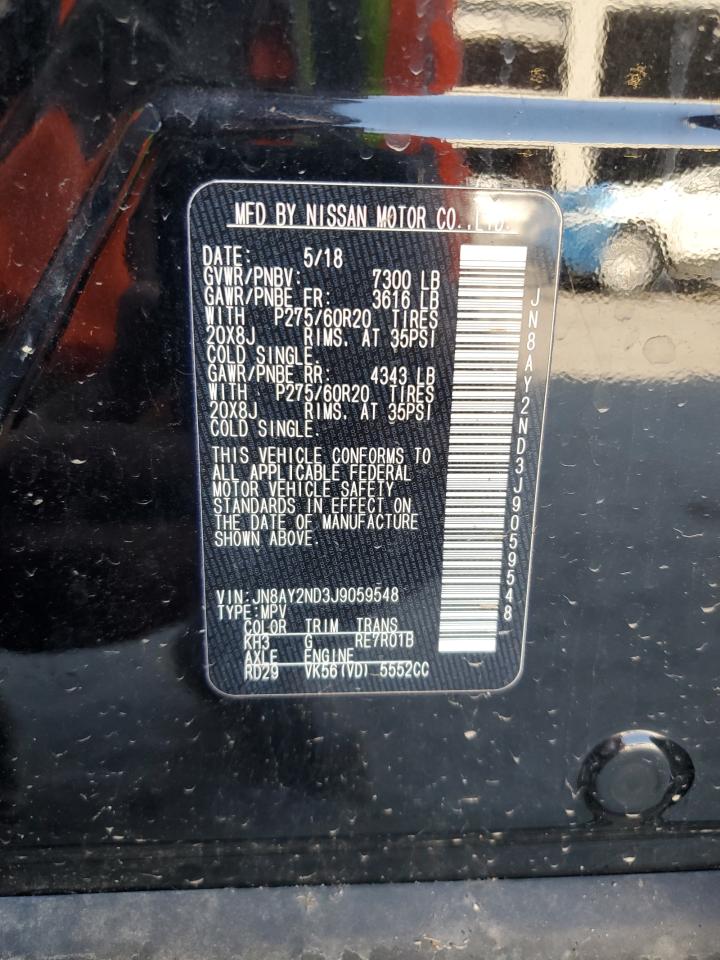 MFD BY NISSAN MOTOR CO.,LTD.
DATE: 5/18
GVWR/PNBV: 7300 LB
GAWR/PNBE FR: 3616 LB
WITH P275/60R20 TIRES
20X8J RIMS. AT 35PSI
COLD SINGLE.
GAWR/PNBE RR: 4343 LB
WITH P275/60R20 TIRES
20X8J RIMS. AT 35PSI
COLD SINGLE.
THIS VEHICLE CONFORMS TO
ALL APPLICABLE FEDERAL
MOTOR VEHICLE SAFETY
STANDARDS IN EFFECT ON
THE DATE OF MANUFACTURE
SHOWN ABOVE.
VIN:JN8AY2ND3J9059548
TYPE:MPV
COLOR TRIM TRANS
KH3 G RE7R01B
AXLE ENGINE
RD29 VK56(VD) 5552CC
JN8AY2ND3J9059548